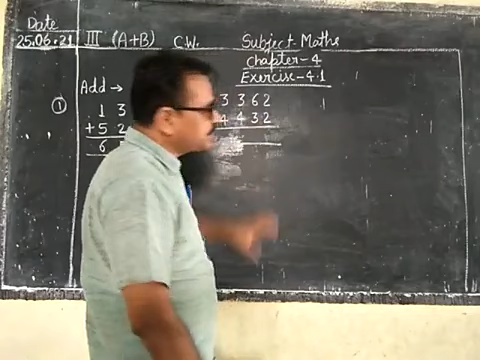 Date
25.06.21 III (A+B) C.W. Subject-Maths
chapter-4
Exercise-4.1
Add →
① 1 3 3 3 6 2
+ 5 2 4 4 3 2
6